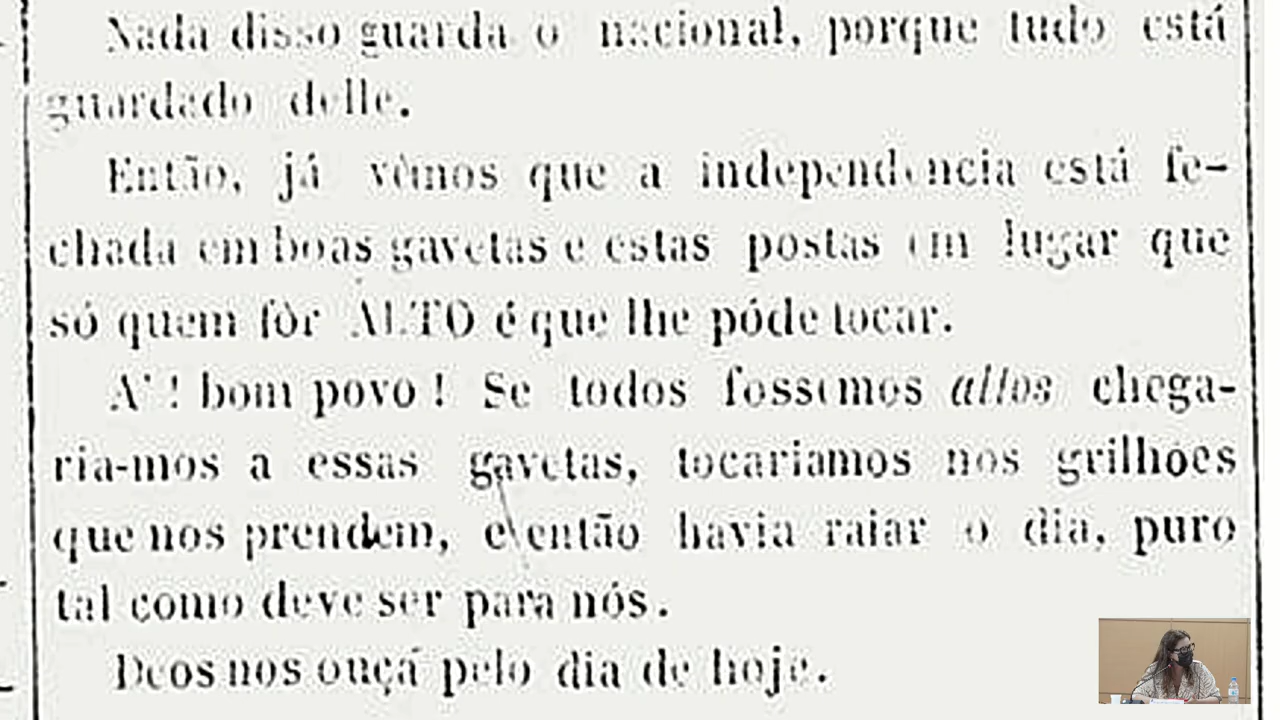 Nada disso guarda o nacional, porque tudo está
guardado delle.
Então, já vêmos que a independencia está fe-
chada em boas gavetas e estas postas em lugar que
só quem fôr ALTO é que lhe póde tocar.
A' ! bom povo ! Se todos fossemos altos chega-
ria-mos a essas gavetas, tocariamos nos grilhões
que nos prendem, e então havia raiar o dia, puro
tal como deve ser para nós.
Deos nos ouçá pelo dia de hoje.